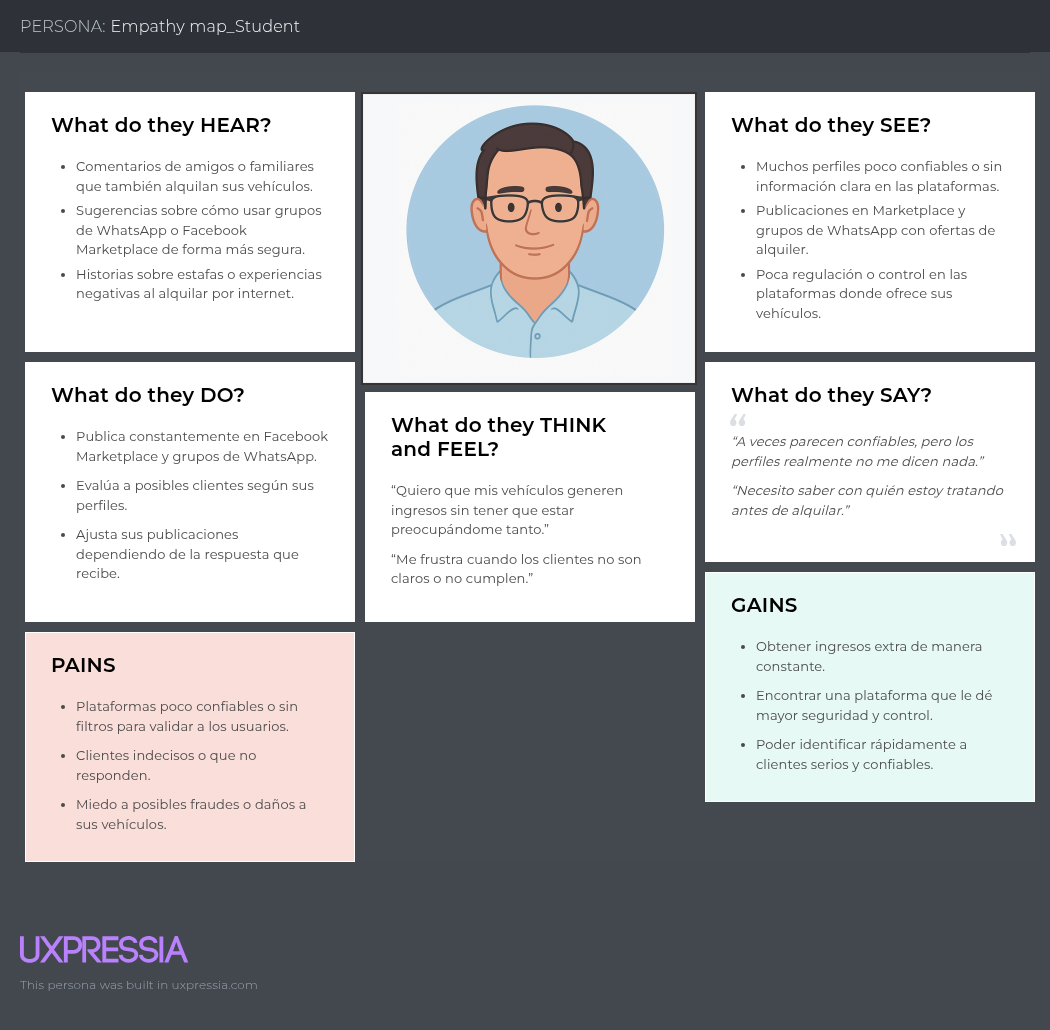 PERSONA: Empathy map_Student
What do they HEAR?
• Comentarios de amigos o familiares
que también alquilan sus vehículos.
• Sugerencias sobre cómo usar grupos
de WhatsApp o Facebook
Marketplace de forma más segura.
• Historias sobre estafas o experiencias
negativas al alquilar por internet.
What do they SEE?
• Muchos perfiles poco confiables o sin
información clara en las plataformas.
• Publicaciones en Marketplace y
grupos de WhatsApp con ofertas de
alquiler.
• Poca regulación o control en las
plataformas donde ofrece sus
vehículos.
What do they DO?
• Publica constantemente en Facebook
Marketplace y grupos de WhatsApp.
• Evalúa a posibles clientes según sus
perfiles.
• Ajusta sus publicaciones
dependiendo de la respuesta que
recibe.
What do they THINK
and FEEL?
“Quiero que mis vehículos generen
ingresos sin tener que estar
preocupándome tanto.”
“Me frustra cuando los clientes no son
claros o no cumplen.”
What do they SAY?
“
“A veces parecen confiables, pero los
perfiles realmente no me dicen nada.”
“Necesito saber con quién estoy tratando
antes de alquilar.”
”
PAINS
• Plataformas poco confiables o sin
filtros para validar a los usuarios.
• Clientes indecisos o que no
responden.
• Miedo a posibles fraudes o daños a
sus vehículos.
GAINS
• Obtener ingresos extra de manera
constante.
• Encontrar una plataforma que le dé
mayor seguridad y control.
• Poder identificar rápidamente a
clientes serios y confiables.
UXPRESSIA
This persona was built in uxpressia.com